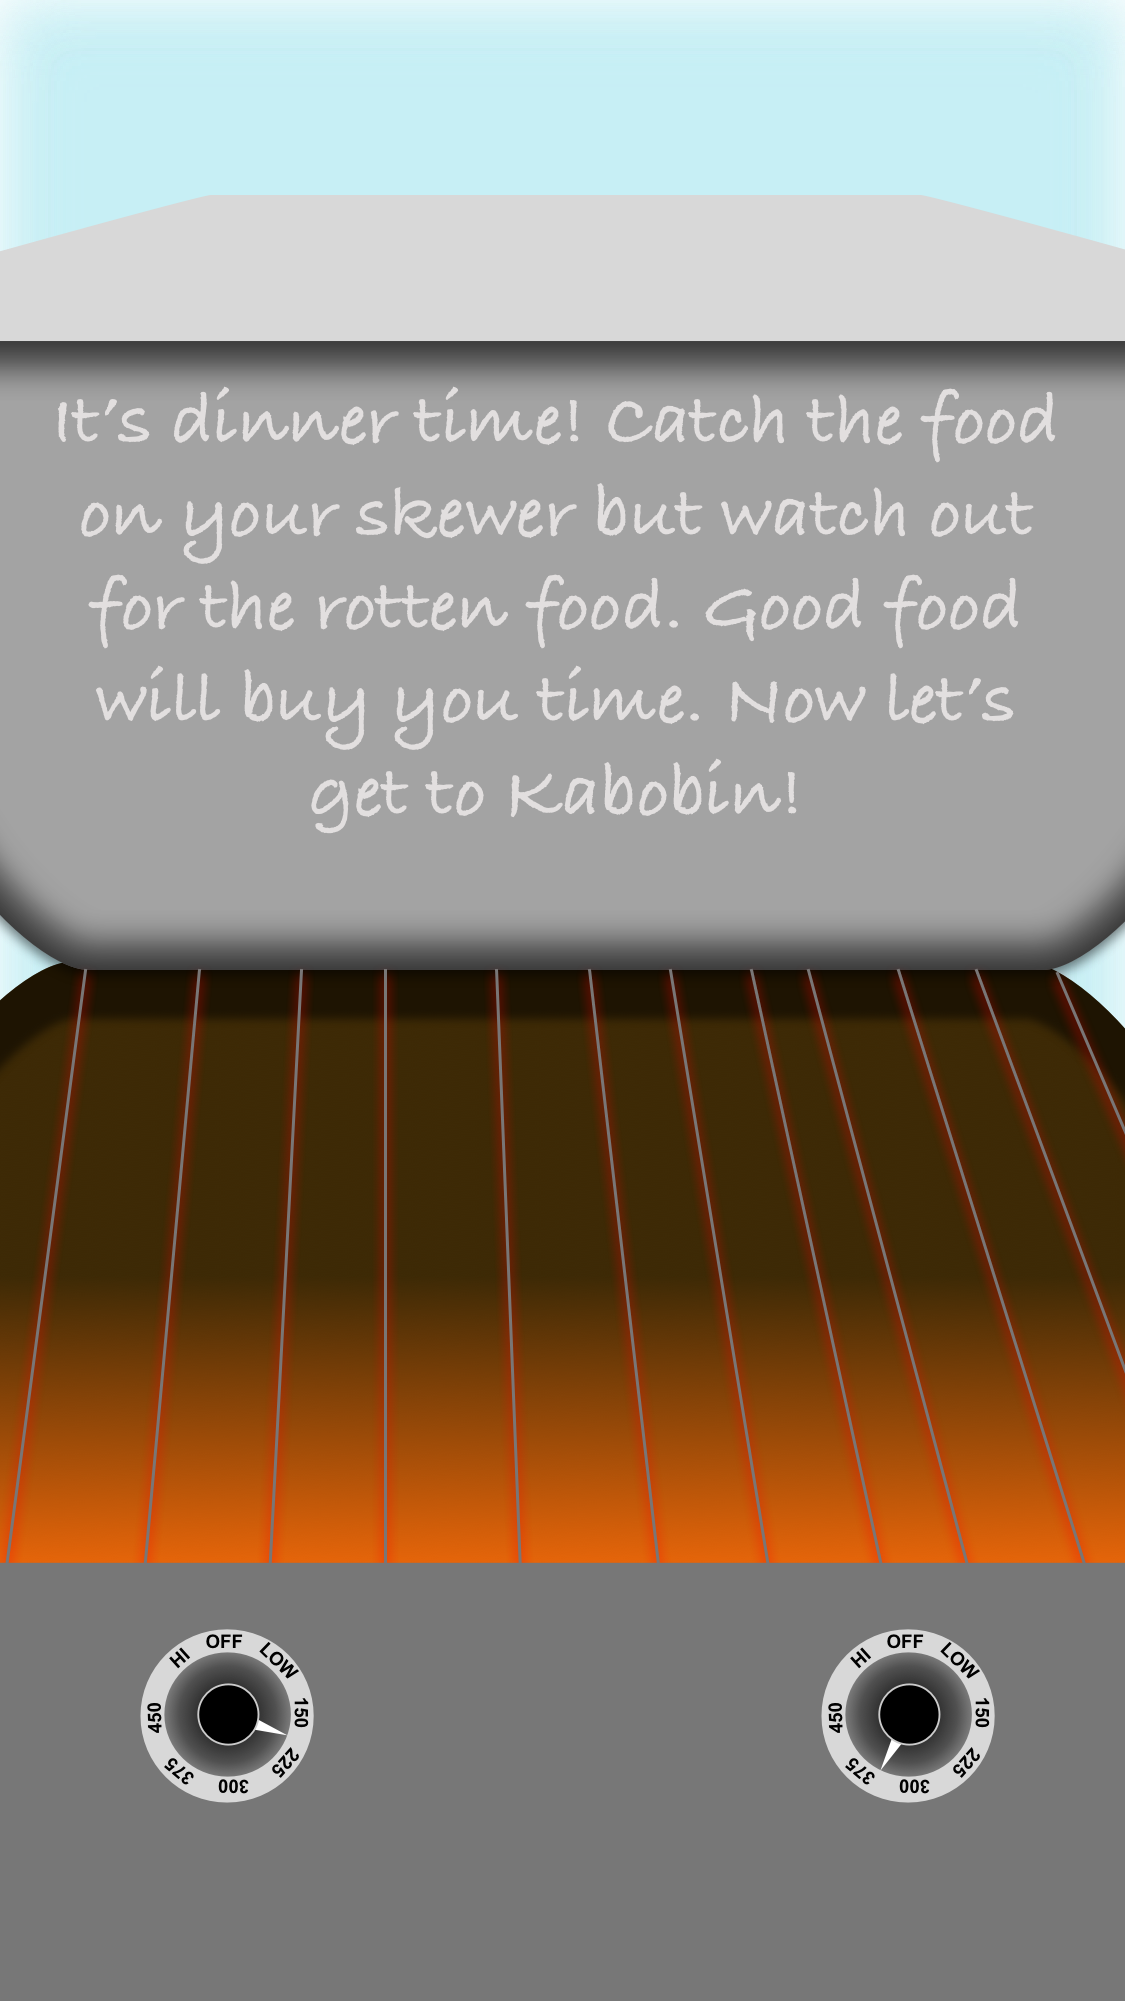 It's dinner time! Catch the food
on your skewer but watch out
for the rotten food. Good food
will buy you time. Now let's
get to Kabobin!
OFF
LOW
150
225
300
375
450
HI
OFF
LOW
150
225
300
375
450
HI